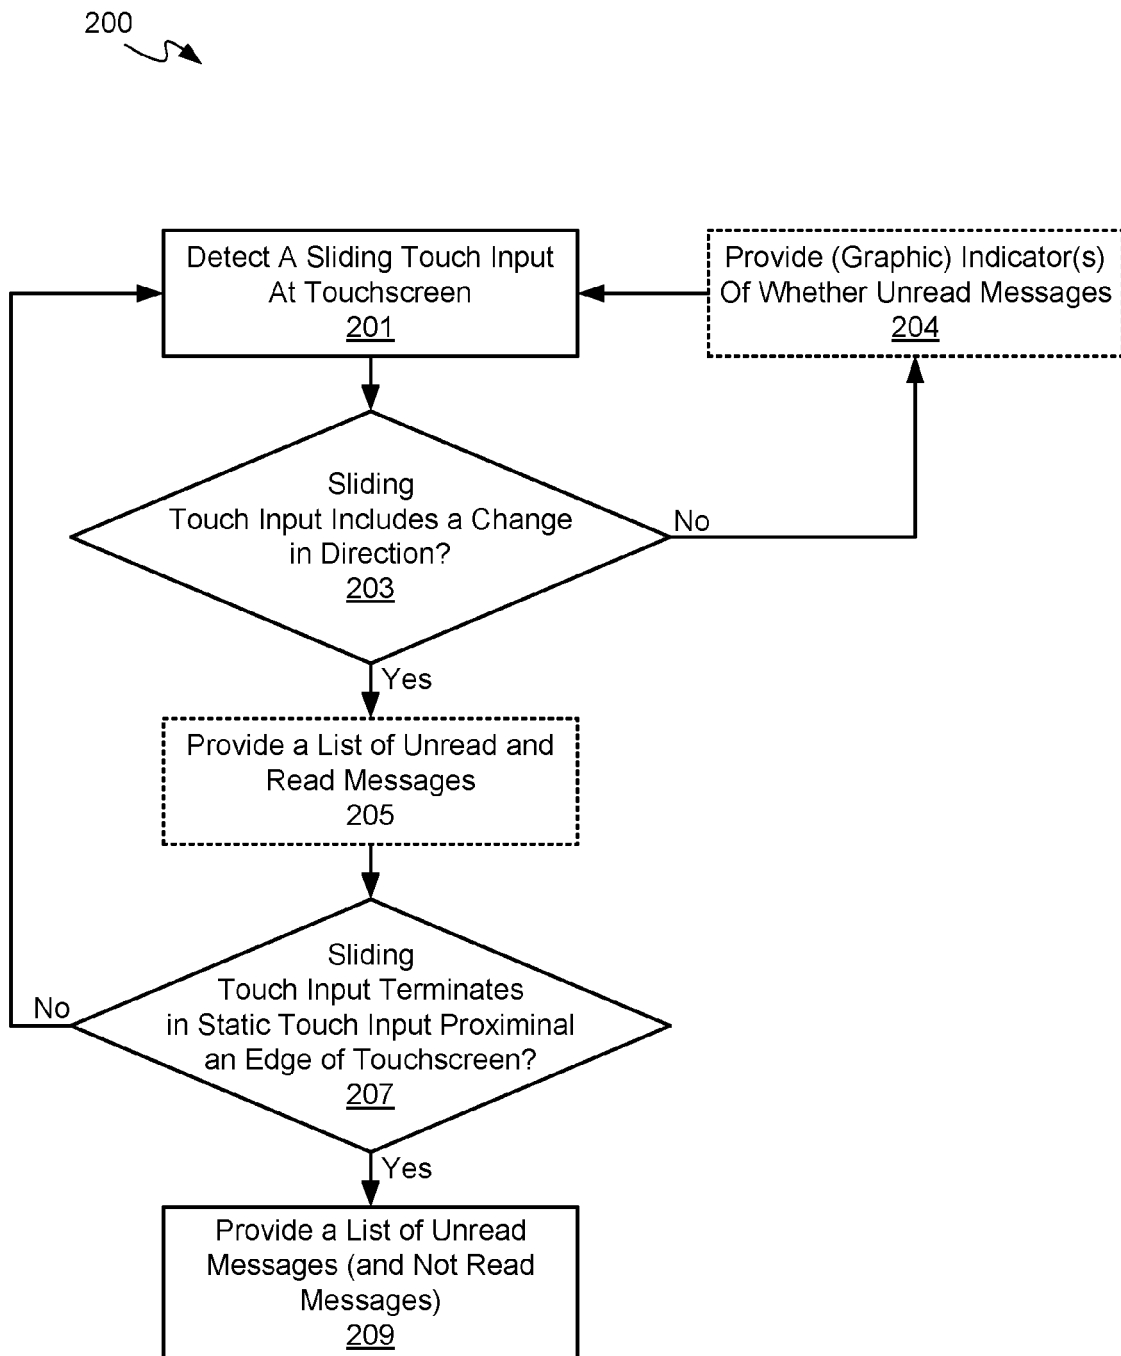 200
Detect A Sliding Touch Input
At Touchscreen
201
Provide (Graphic) Indicator(s)
Of Whether Unread Messages
204
Sliding
Touch Input Includes a Change
in Direction?
203
No
Yes
Provide a List of Unread and
Read Messages
205
Sliding
Touch Input Terminates
in Static Touch Input Proximinal
an Edge of Touchscreen?
207
No
Yes
Provide a List of Unread
Messages (and Not Read
Messages)
209